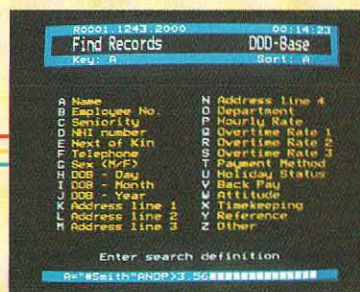 R0001.1243.2000 00:14:23
Find Records DDD-Base
Key: A Sort: A
A Name
B Employee No.
C Seniority
D NHI number
E Next of Kin
F Telephone
G Sex (M/F)
H DOB - Day
I DOB - Month
J DOB - Year
K Address line 1
L Address line 2
M Address line 3
N Address line 4
O Department
P Hourly Rate
Q Overtime Rate 1
R Overtime Rate 2
S Overtime Rate 3
T Payment Method
U Holiday Status
V Back Pay
W Attitude
X Timekeeping
Y Reference
Z Other
Enter search definition
A="#Smith"ANDP>3.56